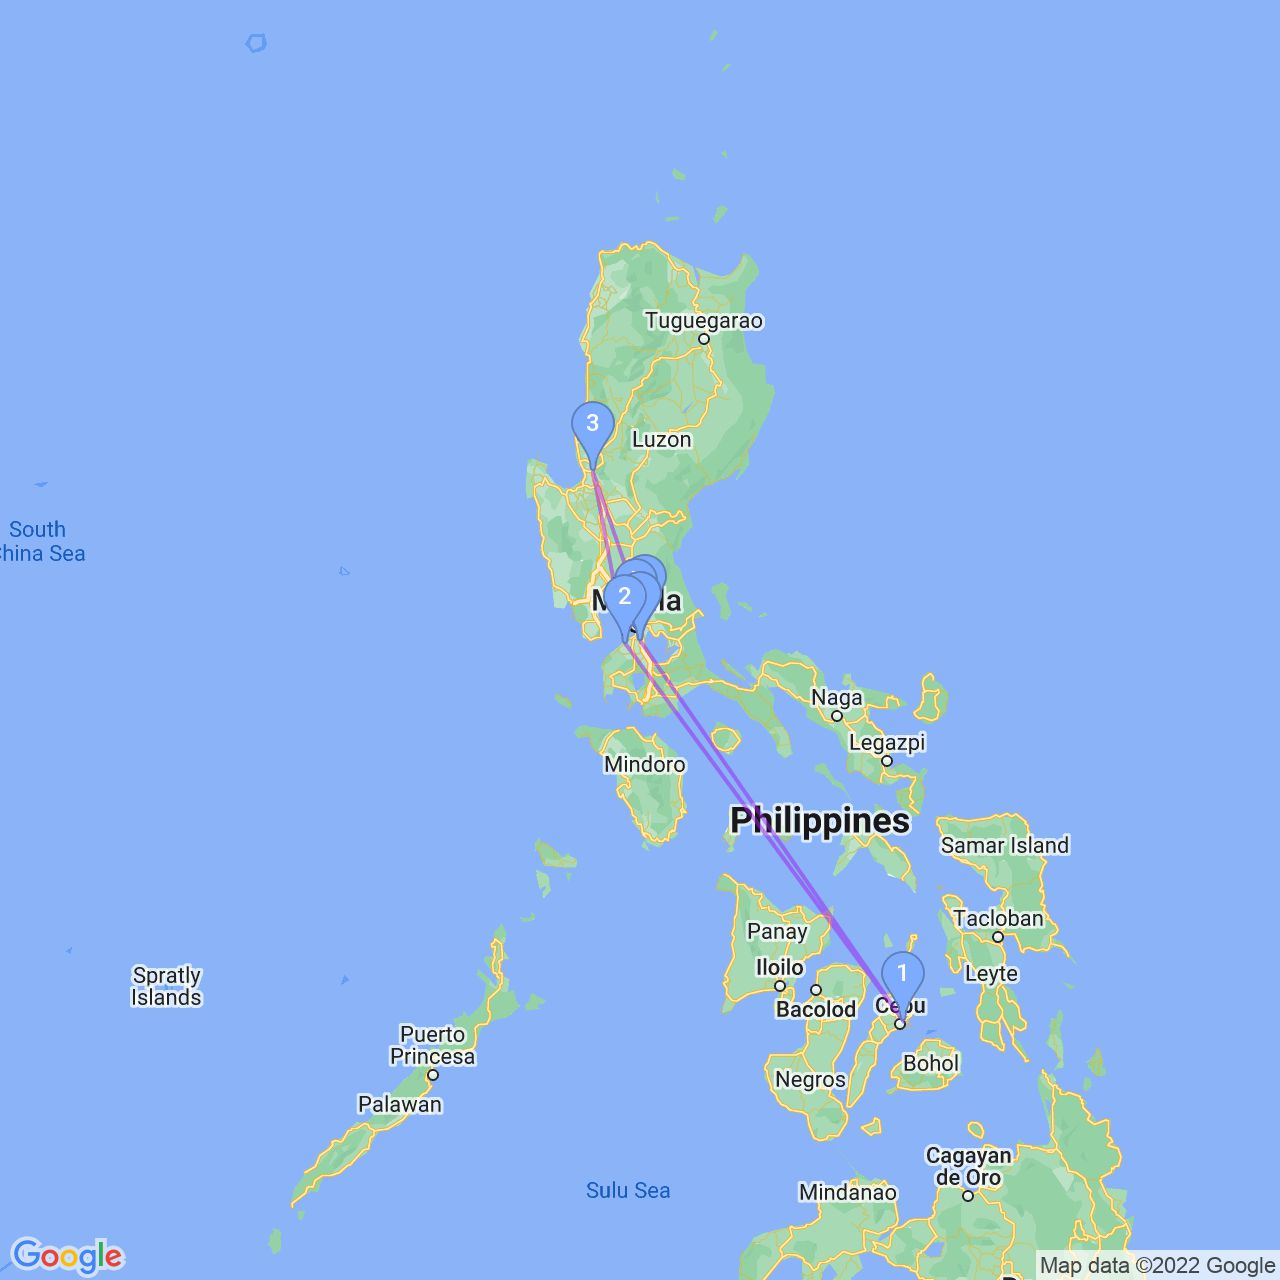 Tuguegarao
3
Luzon
South
China Sea
2
Naga
Legazpi
Mindoro
Philippines
Samar Island
Tacloban
Panay
Iloilo
1
Leyte
Spratly
Islands
Bacolod
Cebu
Puerto
Princesa
Bohol
Negros
Palawan
Cagayan
de Oro
Sulu Sea
Mindanao
Google
Map data ©2022 Google